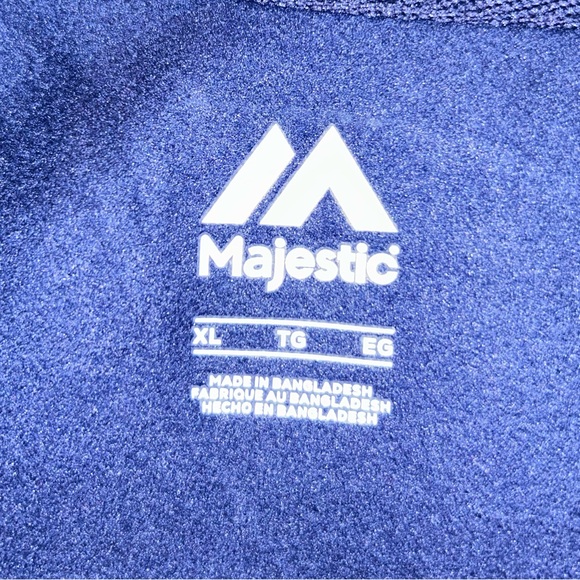 Majestic
XL TG EG
MADE IN BANGLADESH
FABRIQUE AU BANGLADESH
HECHO EN BANGLADESH